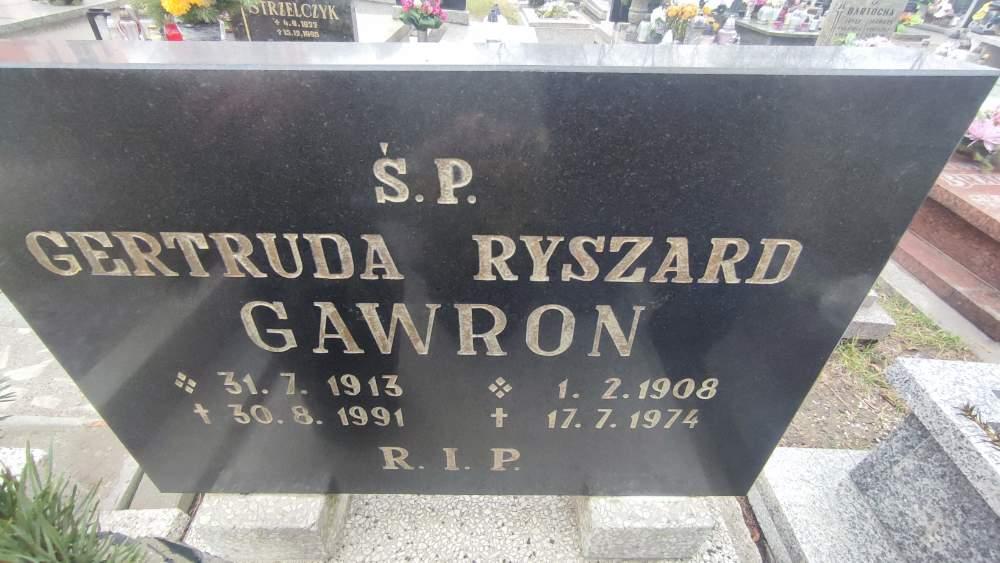 STRZELCZYK
BARTOCHA
Ś.P.
GERTRUDA RYSZARD
GAWRON
31.7.1913 1.2.1908
✝ 30.8.1991 ✝ 17.7.1974
R.I.P.